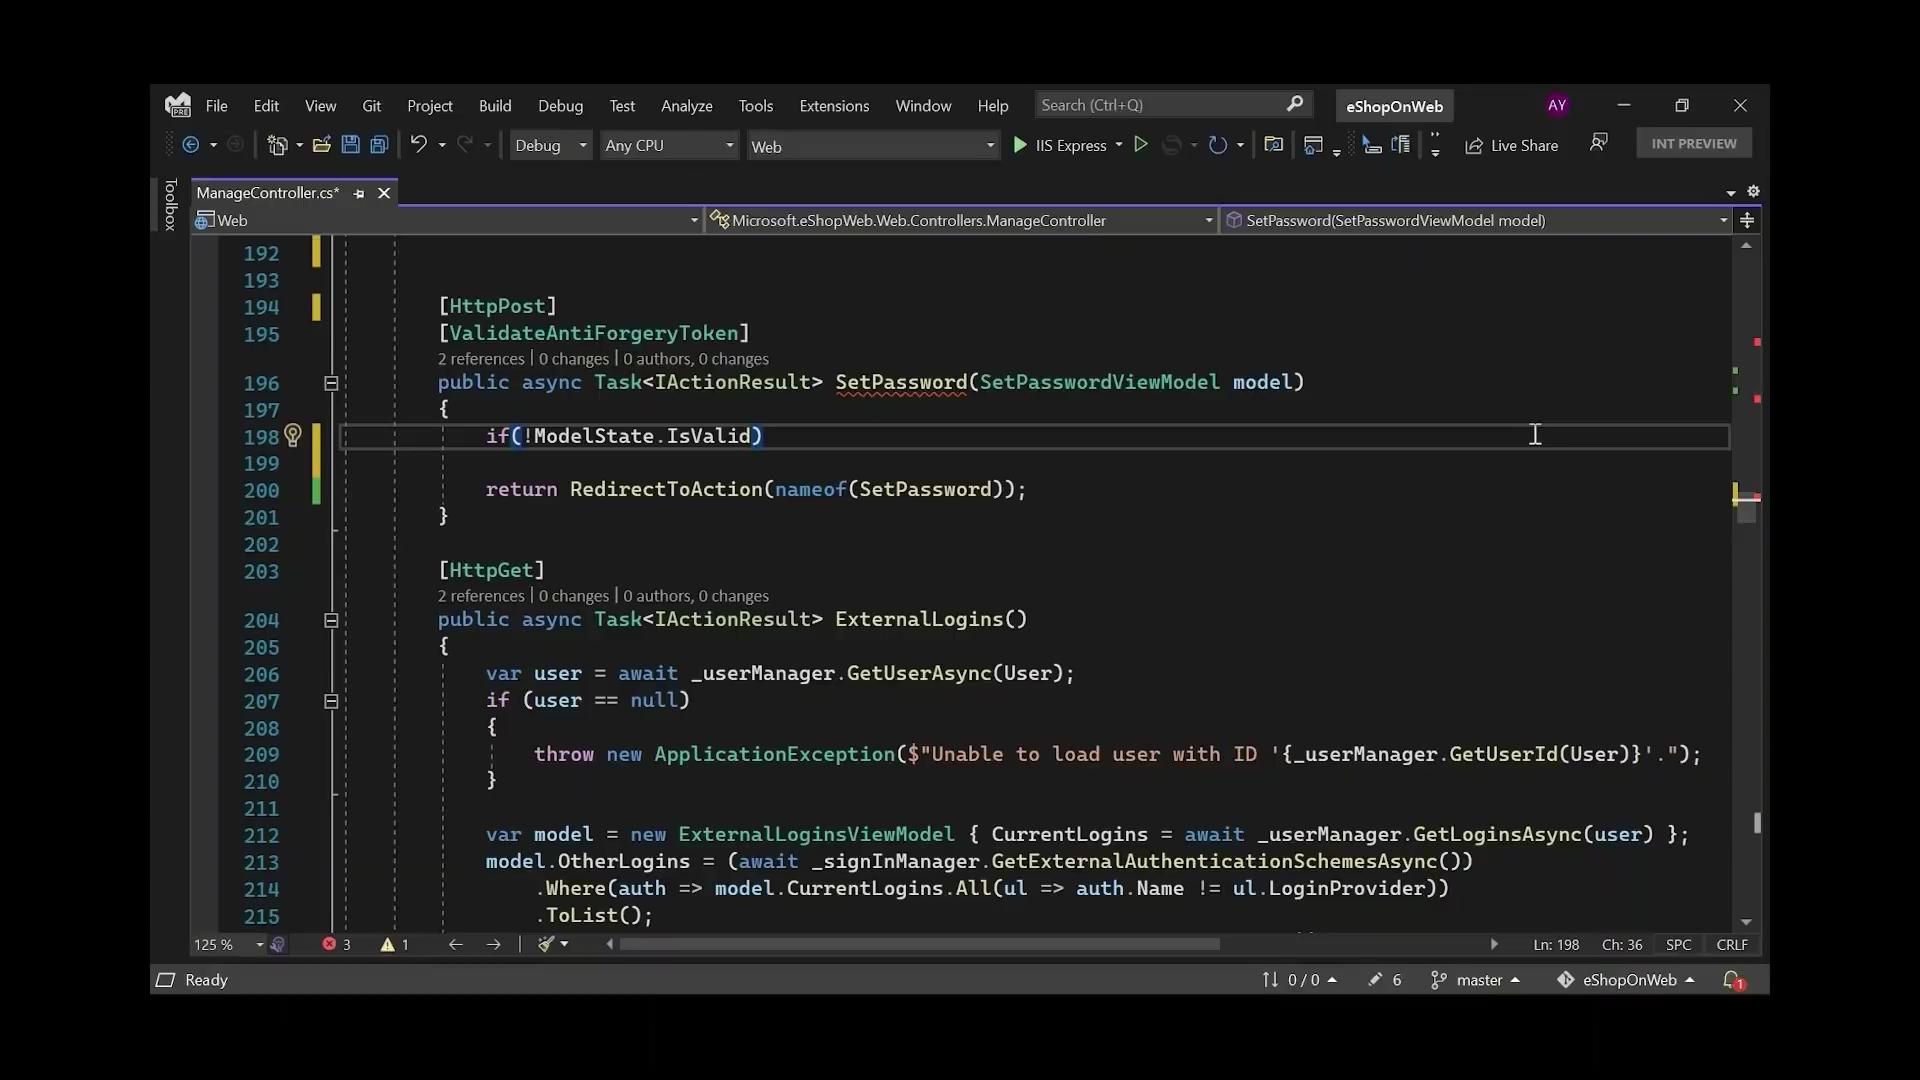 File Edit View Git Project Build Debug Test Analyze Tools Extensions Window Help Search (Ctrl+Q) eShopOnWeb AY
PRE
Debug Any CPU Web IIS Express Live Share INT PREVIEW
Toolbox
ManageController.cs*
Web Microsoft.eShopWeb.Web.Controllers.ManageController SetPassword(SetPasswordViewModel model)
192
193
194 [HttpPost]
195 [ValidateAntiForgeryToken]
2 references | 0 changes | 0 authors, 0 changes
196 public async Task<IActionResult> SetPassword(SetPasswordViewModel model)
197 {
198 if(!ModelState.IsValid)
199
200 return RedirectToAction(nameof(SetPassword));
201 }
202
203 [HttpGet]
2 references | 0 changes | 0 authors, 0 changes
204 public async Task<IActionResult> ExternalLogins()
205 {
206 var user = await _userManager.GetUserAsync(User);
207 if (user == null)
208 {
209 throw new ApplicationException($"Unable to load user with ID '{_userManager.GetUserId(User)}'.");
210 }
211
212 var model = new ExternalLoginsViewModel { CurrentLogins = await _userManager.GetLoginsAsync(user) };
213 model.OtherLogins = (await _signInManager.GetExternalAuthenticationSchemesAsync())
214 .Where(auth => model.CurrentLogins.All(ul => auth.Name != ul.LoginProvider))
215 .ToList();
125 % 3 1 Ln: 198 Ch: 36 SPC CRLF
Ready 0 / 0 6 master eShopOnWeb 1